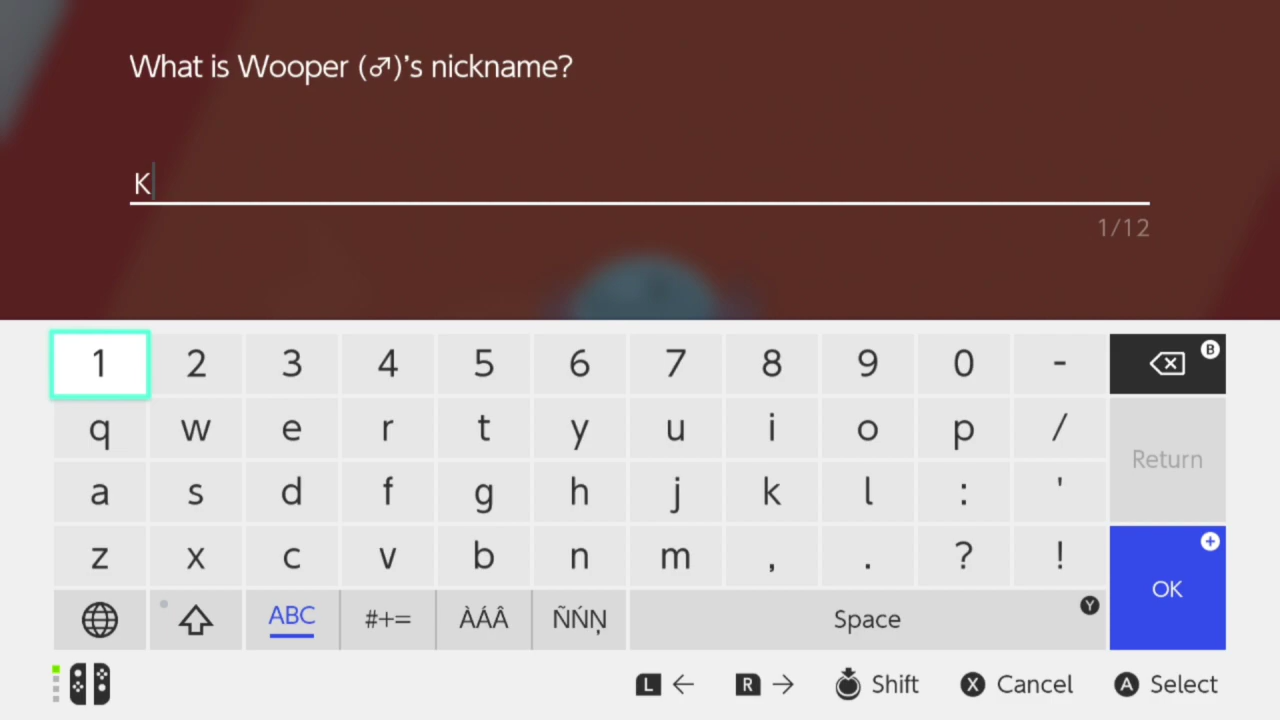 What is Wooper (♂)'s nickname?
K
1/12
1 2 3 4 5 6 7 8 9 0 - B
q w e r t y u i o p /
Return
a s d f g h j k l : '
z x c v b n m , . ? ! +
OK
ABC #+= ÀÁÂ ÑŃŅ Space Y
L ← R → Shift X Cancel A Select